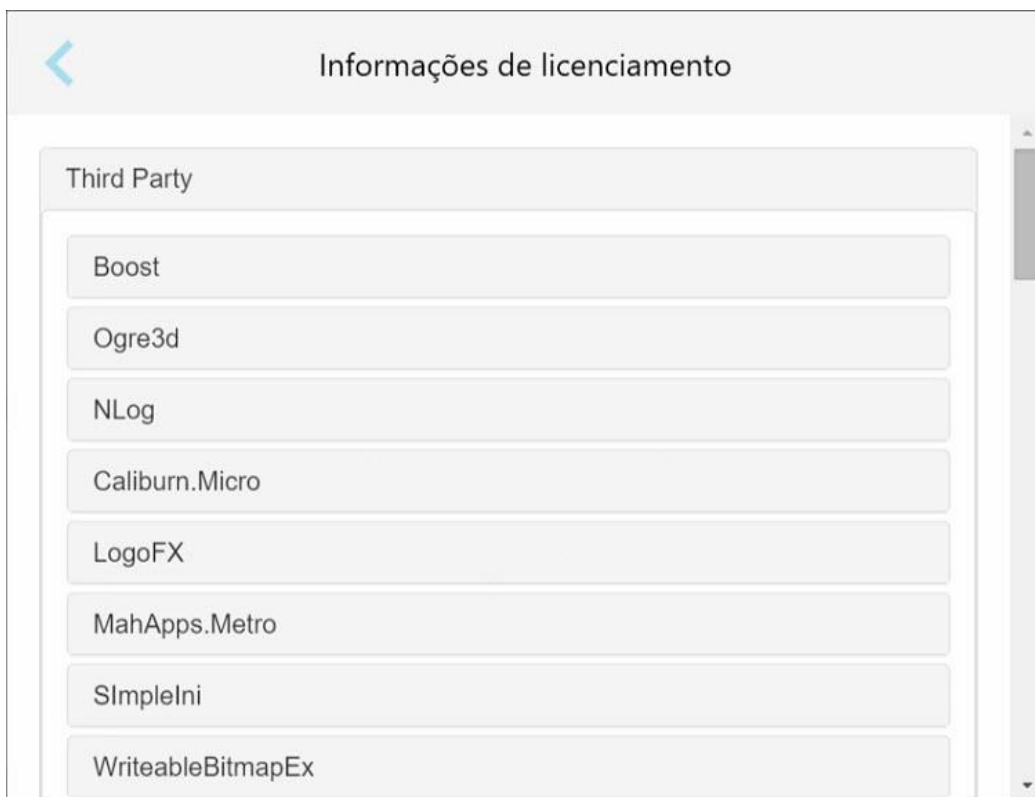 Informações de licenciamento
Third Party
Boost
Ogre3d
NLog
Caliburn.Micro
LogoFX
MahApps.Metro
SImpleIni
WriteableBitmapEx